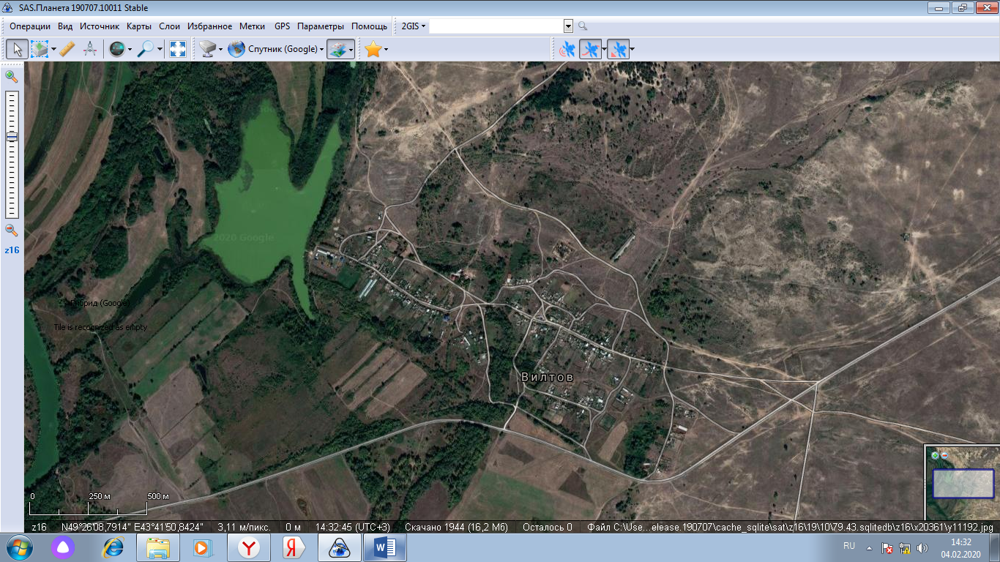 SAS.Планета 190707.10011 Stable
Операции Вид Источник Карты Слои Избранное Метки GPS Параметры Помощь 2GIS
Спутник (Google)
z16
2020 Google
Гибрид (Google)
Tile is recognized as empty
Вилтов
0 250 м 500 м
z16 N49°26'08,7914" E43°41'50,8424" 3,11 м/пикс. 0 м 14:32:45 (UTC+3) Скачано 1944 (16,2 Мб) Осталось 0 Файл C:\Use...elease.190707\cache_sqlite\sat\z16\19\10\79.43.sqlitedb\z16\x20361\y11192.jpg
RU 14:32
04.02.2020